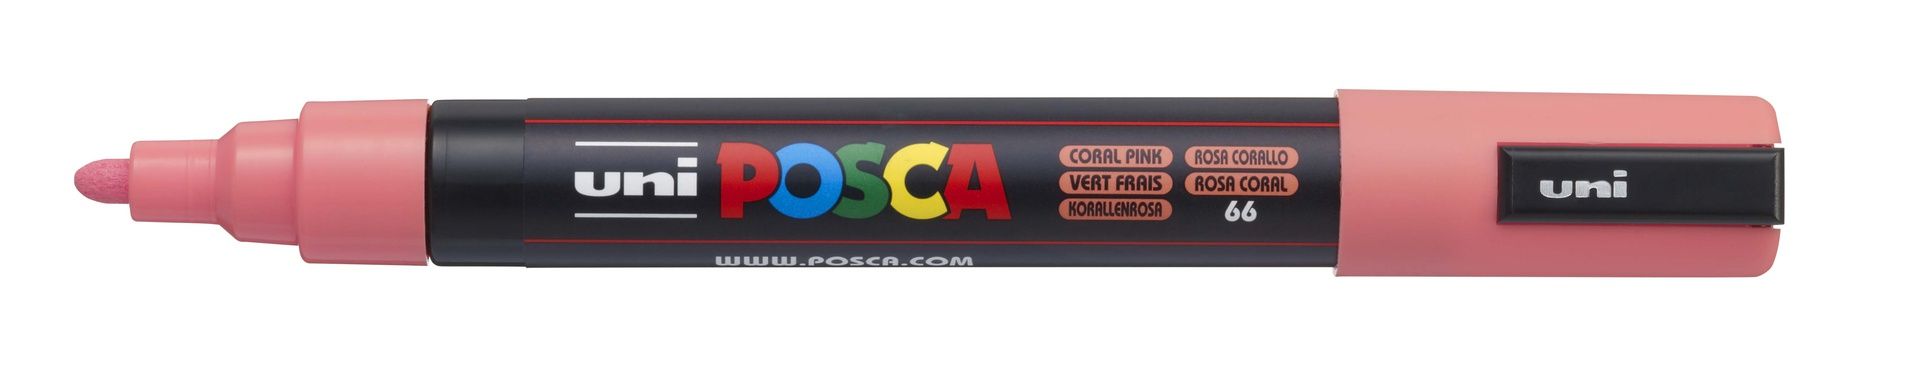 uni POSCA
CORAL PINK
VERT FRAIS
KORALLENROSA
ROSA CORALLO
ROSA CORAL
66
www.POSCA.COM
uni